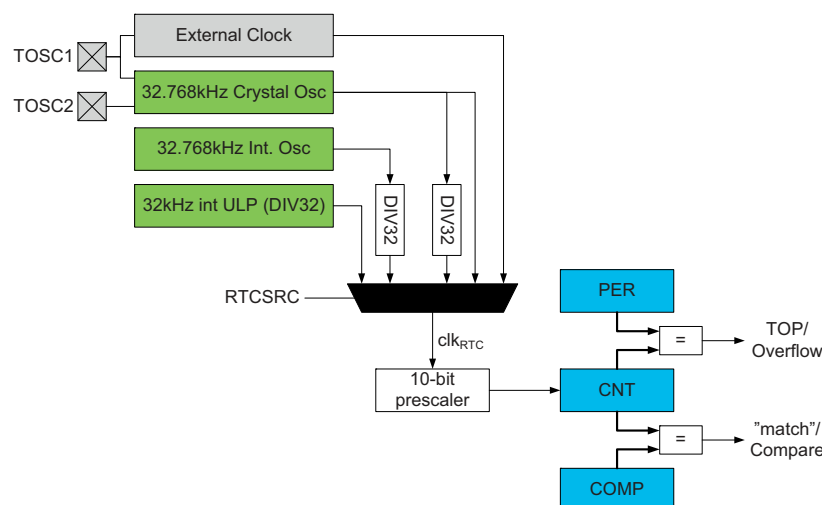 External Clock
TOSC1
32.768kHz Crystal Osc
TOSC2
32.768kHz Int. Osc
32kHz int ULP (DIV32)
DIV32
DIV32
RTCSRC
PER
TOP/
Overflow
=
clkRTC
10-bit
prescaler
CNT
"match"/
Compare
=
COMP